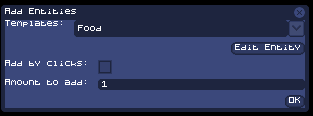 Add Entities
Templates: Food
Edit Entity
Add by clicks:
Amount to add: 1
OK